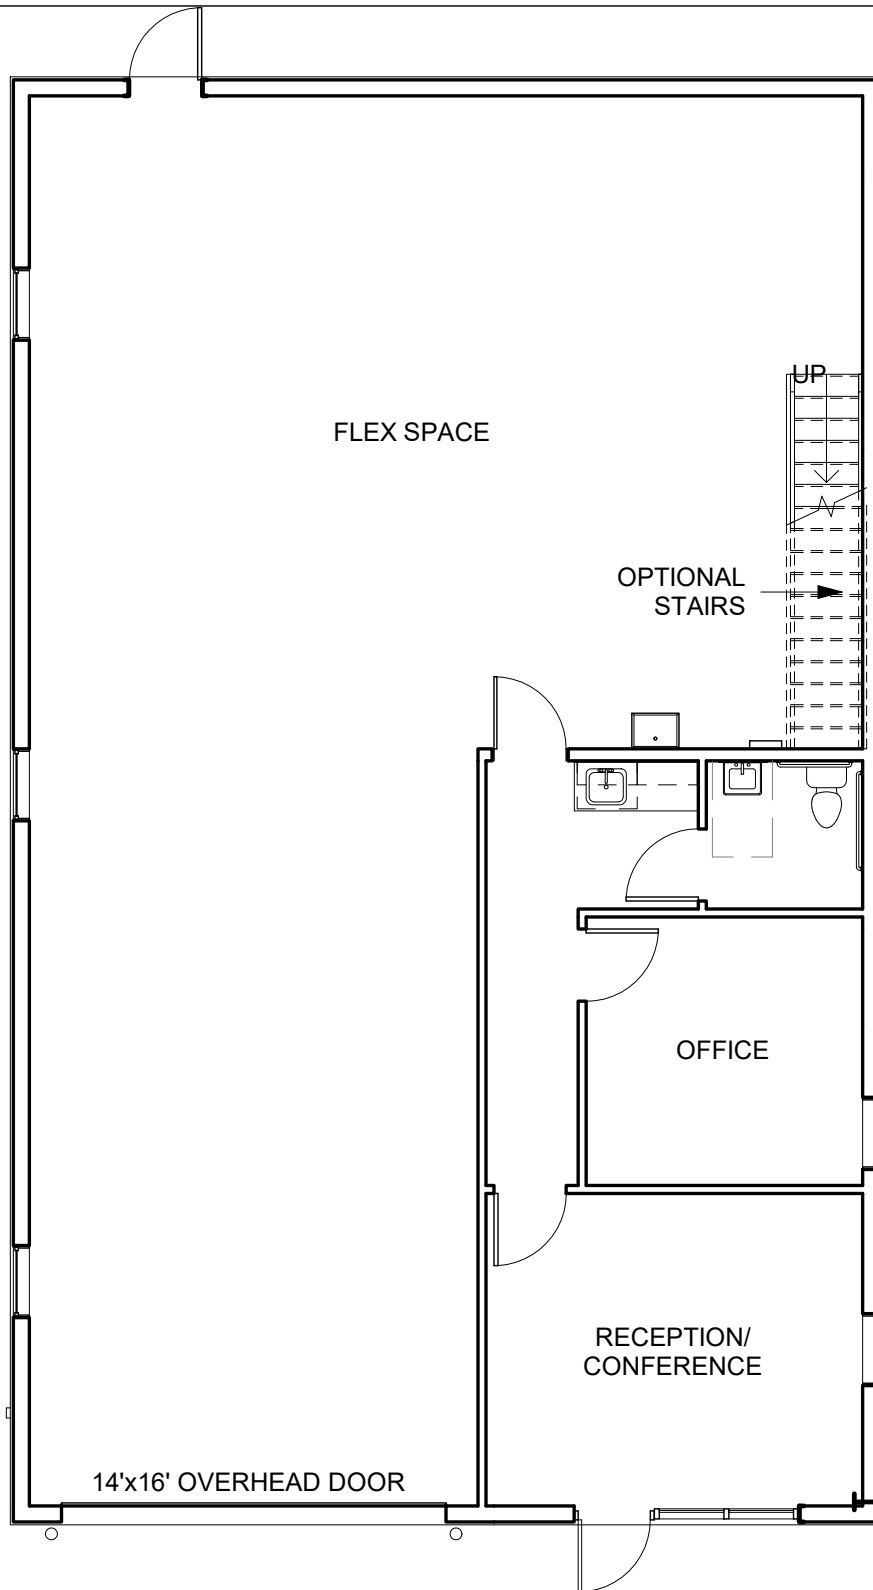 UP
FLEX SPACE
OPTIONAL
STAIRS
OFFICE
RECEPTION/
CONFERENCE
14'x16' OVERHEAD DOOR